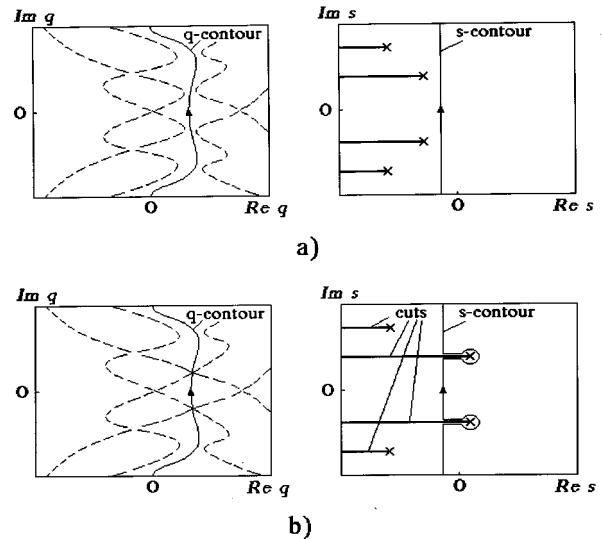 Im q
q-contour
O
O
Re q
Im s
s-contour
O
O
Re s
a)
Im q
q-contour
O
O
Re q
Im s
cuts
s-contour
O
O
Re s
b)